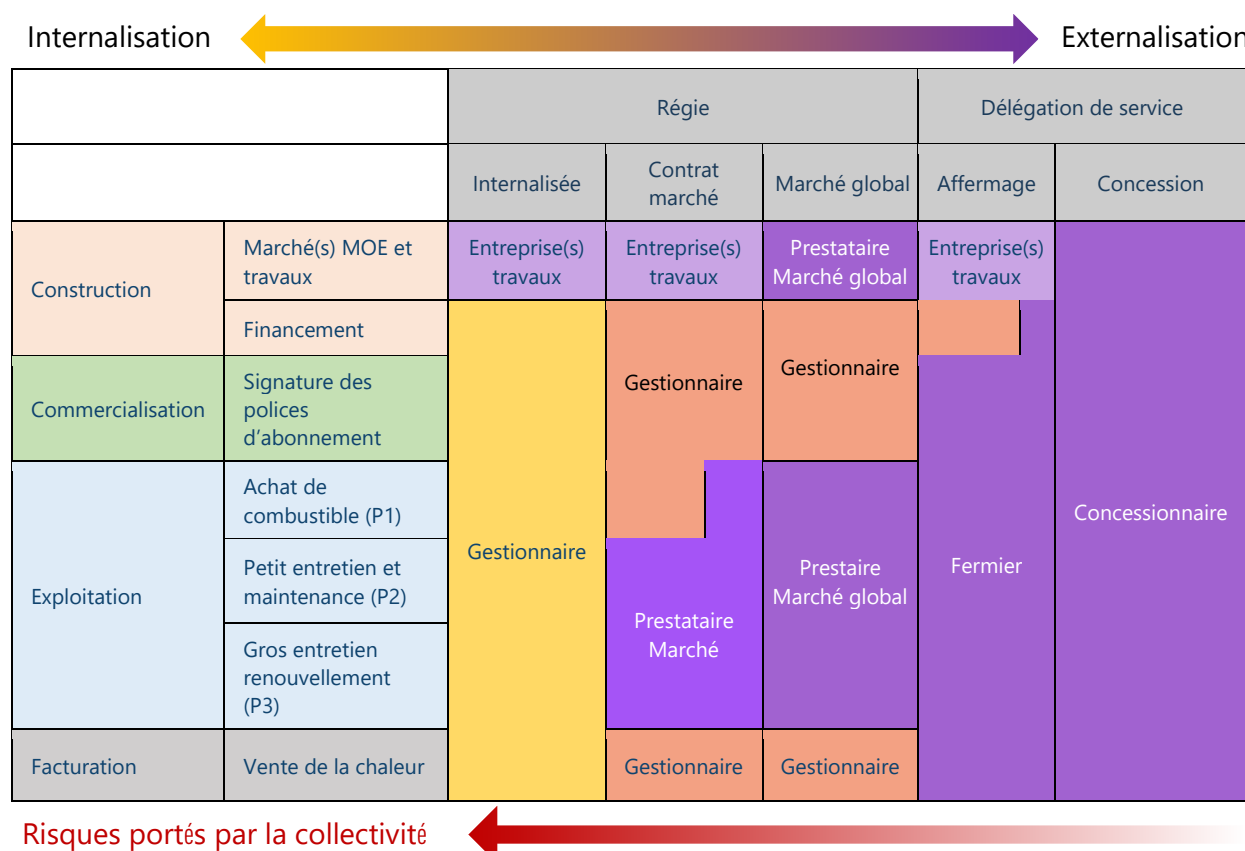 Internalisation
Externalisation
Régie
Délégation de service
Internalisée
Contrat
marché
Marché global
Affermage
Concession
Construction
Marché(s) MOE et
travaux
Entreprise(s)
travaux
Entreprise(s)
travaux
Prestataire
Marché global
Entreprise(s)
travaux
Financement
Gestionnaire
Gestionnaire
Commercialisation
Signature des
polices
d'abonnement
Exploitation
Achat de
combustible (P1)
Gestionnaire
Concessionnaire
Petit entretien et
maintenance (P2)
Prestaire
Marché global
Fermier
Prestataire
Marché
Gros entretien
renouvellement
(P3)
Facturation
Vente de la chaleur
Gestionnaire
Gestionnaire
Risques portés par la collectivité